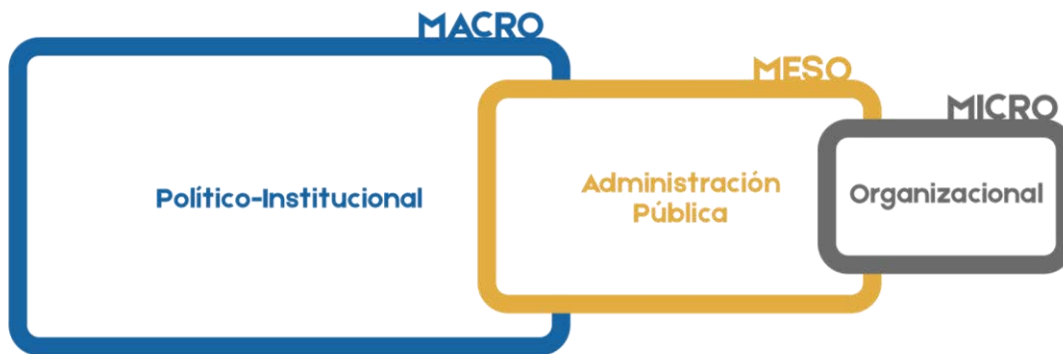 MACRO
Político-Institucional
MESO
Administración
Pública
MICRO
Organizacional